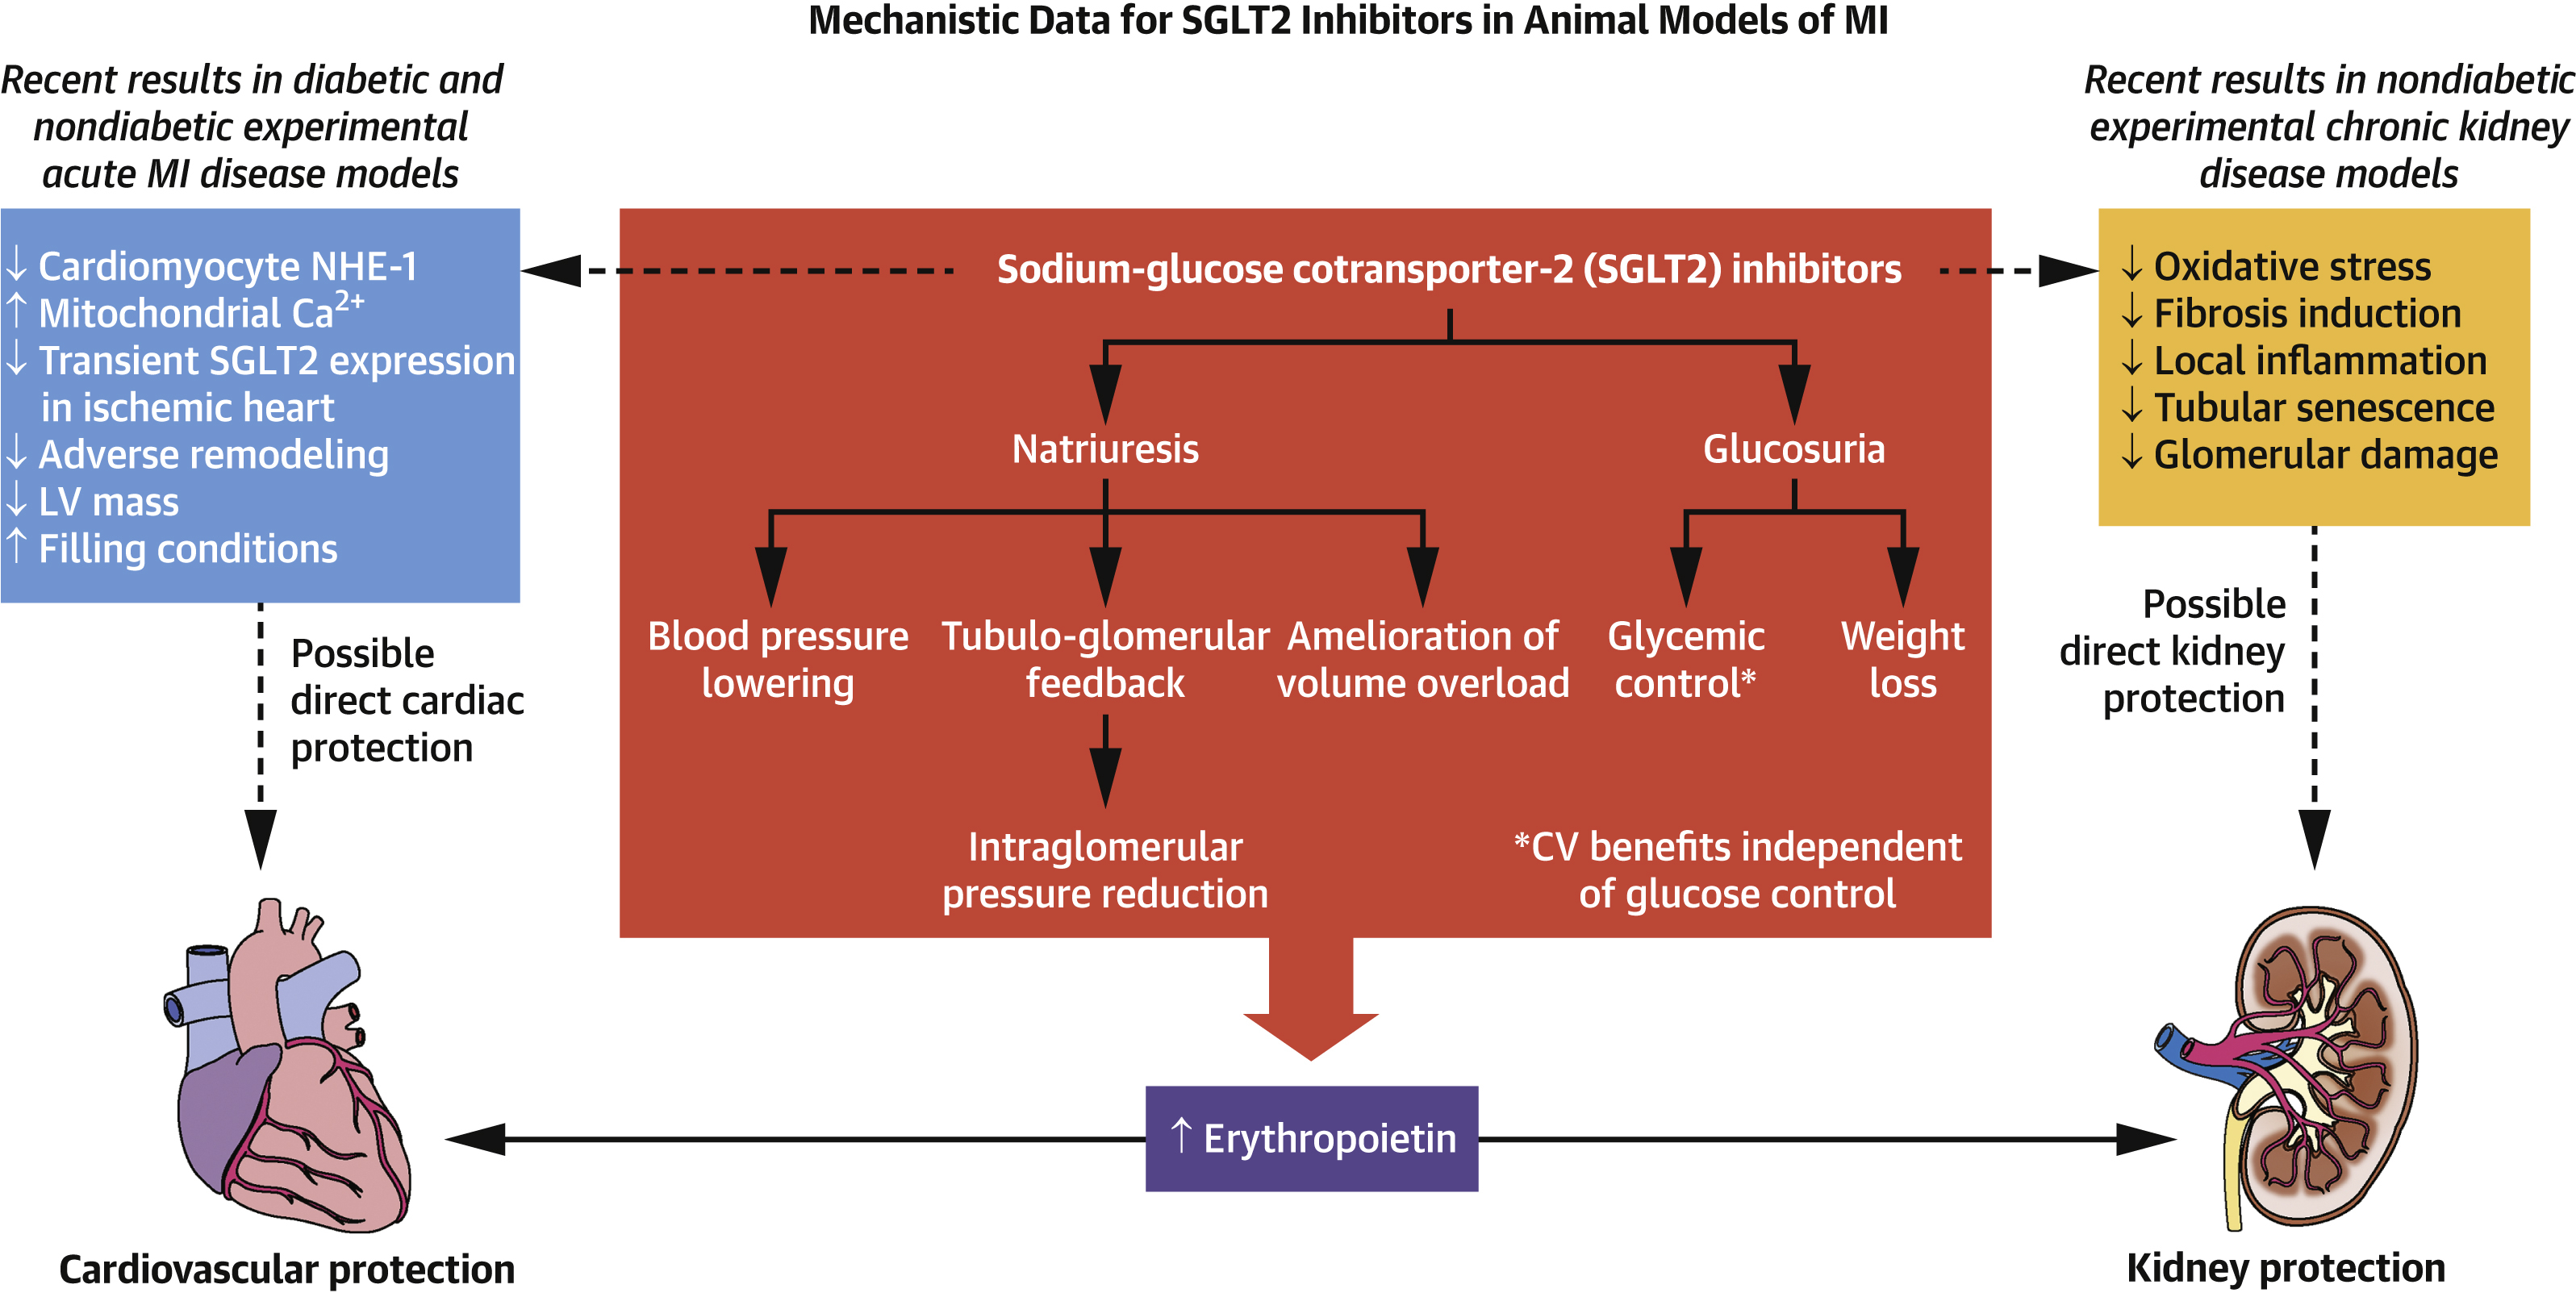 Mechanistic Data for SGLT2 Inhibitors in Animal Models of MI
Recent results in diabetic and
nondiabetic experimental
acute MI disease models
↓ Cardiomyocyte NHE-1
↑ Mitochondrial Ca²⁺
↓ Transient SGLT2 expression
in ischemic heart
↓ Adverse remodeling
↓ LV mass
↑ Filling conditions
Possible
direct cardiac
protection
Cardiovascular protection
Sodium-glucose cotransporter-2 (SGLT2) inhibitors
Natriuresis
Glucosuria
Blood pressure
lowering
Tubulo-glomerular
feedback
Amelioration of
volume overload
Glycemic
control*
Weight
loss
Intraglomerular
pressure reduction
*CV benefits independent
of glucose control
↑ Erythropoietin
Recent results in nondiabetic
experimental chronic kidney
disease models
↓ Oxidative stress
↓ Fibrosis induction
↓ Local inflammation
↓ Tubular senescence
↓ Glomerular damage
Possible
direct kidney
protection
Kidney protection